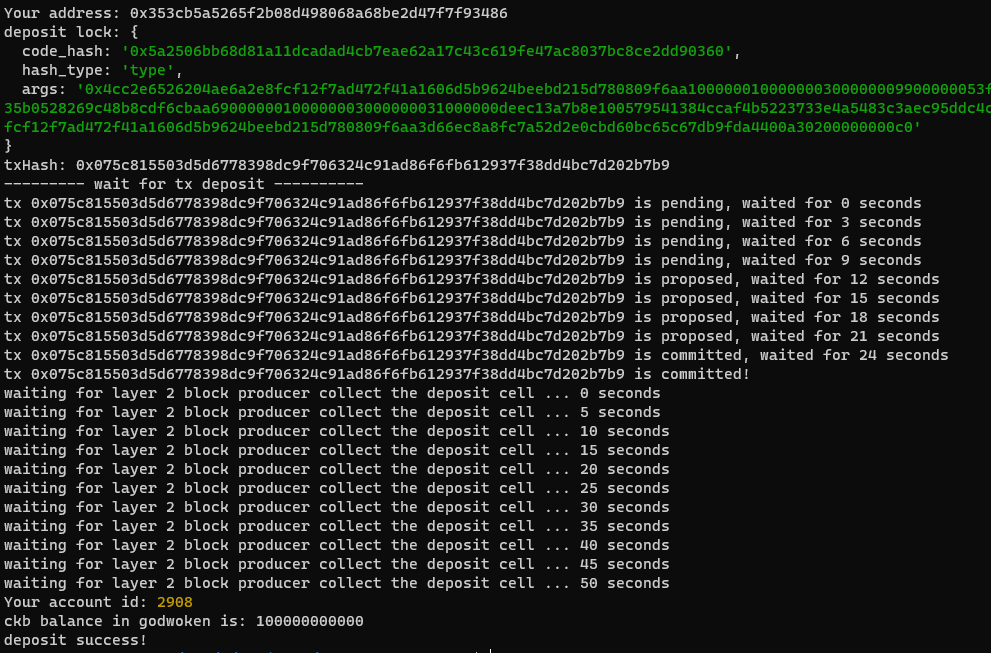 Your address: 0x353cb5a5265f2b08d498068a68be2d47f7f93486
deposit lock: {
  code_hash: '0x5a2506bb68d81a11dcadad4cb7eae62a17c43c619fe47ac8037bc8ce2dd90360',
  hash_type: 'type',
  args: '0x4cc2e6526204ae6a2e8fcf12f7ad472f41a1606d5b9624beebd215d780809f6aa10000001000000030000009900000053f
35b0528269c48b8cdf6cbaa69000000010000000300000031000000deec13a7b8e100579541384ccaf4b5223733e4a5483c3aec95ddc4c
fcf12f7ad472f41a1606d5b9624beebd215d780809f6aa3d66ec8a8fc7a52d2e0cbd60bc65c67db9fda4400a30200000000c0'
}
txHash: 0x075c815503d5d6778398dc9f706324c91ad86f6fb612937f38dd4bc7d202b7b9
--------- wait for tx deposit ----------
tx 0x075c815503d5d6778398dc9f706324c91ad86f6fb612937f38dd4bc7d202b7b9 is pending, waited for 0 seconds
tx 0x075c815503d5d6778398dc9f706324c91ad86f6fb612937f38dd4bc7d202b7b9 is pending, waited for 3 seconds
tx 0x075c815503d5d6778398dc9f706324c91ad86f6fb612937f38dd4bc7d202b7b9 is pending, waited for 6 seconds
tx 0x075c815503d5d6778398dc9f706324c91ad86f6fb612937f38dd4bc7d202b7b9 is pending, waited for 9 seconds
tx 0x075c815503d5d6778398dc9f706324c91ad86f6fb612937f38dd4bc7d202b7b9 is proposed, waited for 12 seconds
tx 0x075c815503d5d6778398dc9f706324c91ad86f6fb612937f38dd4bc7d202b7b9 is proposed, waited for 15 seconds
tx 0x075c815503d5d6778398dc9f706324c91ad86f6fb612937f38dd4bc7d202b7b9 is proposed, waited for 18 seconds
tx 0x075c815503d5d6778398dc9f706324c91ad86f6fb612937f38dd4bc7d202b7b9 is proposed, waited for 21 seconds
tx 0x075c815503d5d6778398dc9f706324c91ad86f6fb612937f38dd4bc7d202b7b9 is committed, waited for 24 seconds
tx 0x075c815503d5d6778398dc9f706324c91ad86f6fb612937f38dd4bc7d202b7b9 is committed!
waiting for layer 2 block producer collect the deposit cell ... 0 seconds
waiting for layer 2 block producer collect the deposit cell ... 5 seconds
waiting for layer 2 block producer collect the deposit cell ... 10 seconds
waiting for layer 2 block producer collect the deposit cell ... 15 seconds
waiting for layer 2 block producer collect the deposit cell ... 20 seconds
waiting for layer 2 block producer collect the deposit cell ... 25 seconds
waiting for layer 2 block producer collect the deposit cell ... 30 seconds
waiting for layer 2 block producer collect the deposit cell ... 35 seconds
waiting for layer 2 block producer collect the deposit cell ... 40 seconds
waiting for layer 2 block producer collect the deposit cell ... 45 seconds
waiting for layer 2 block producer collect the deposit cell ... 50 seconds
Your account id: 2908
ckb balance in godwoken is: 100000000000
deposit success!